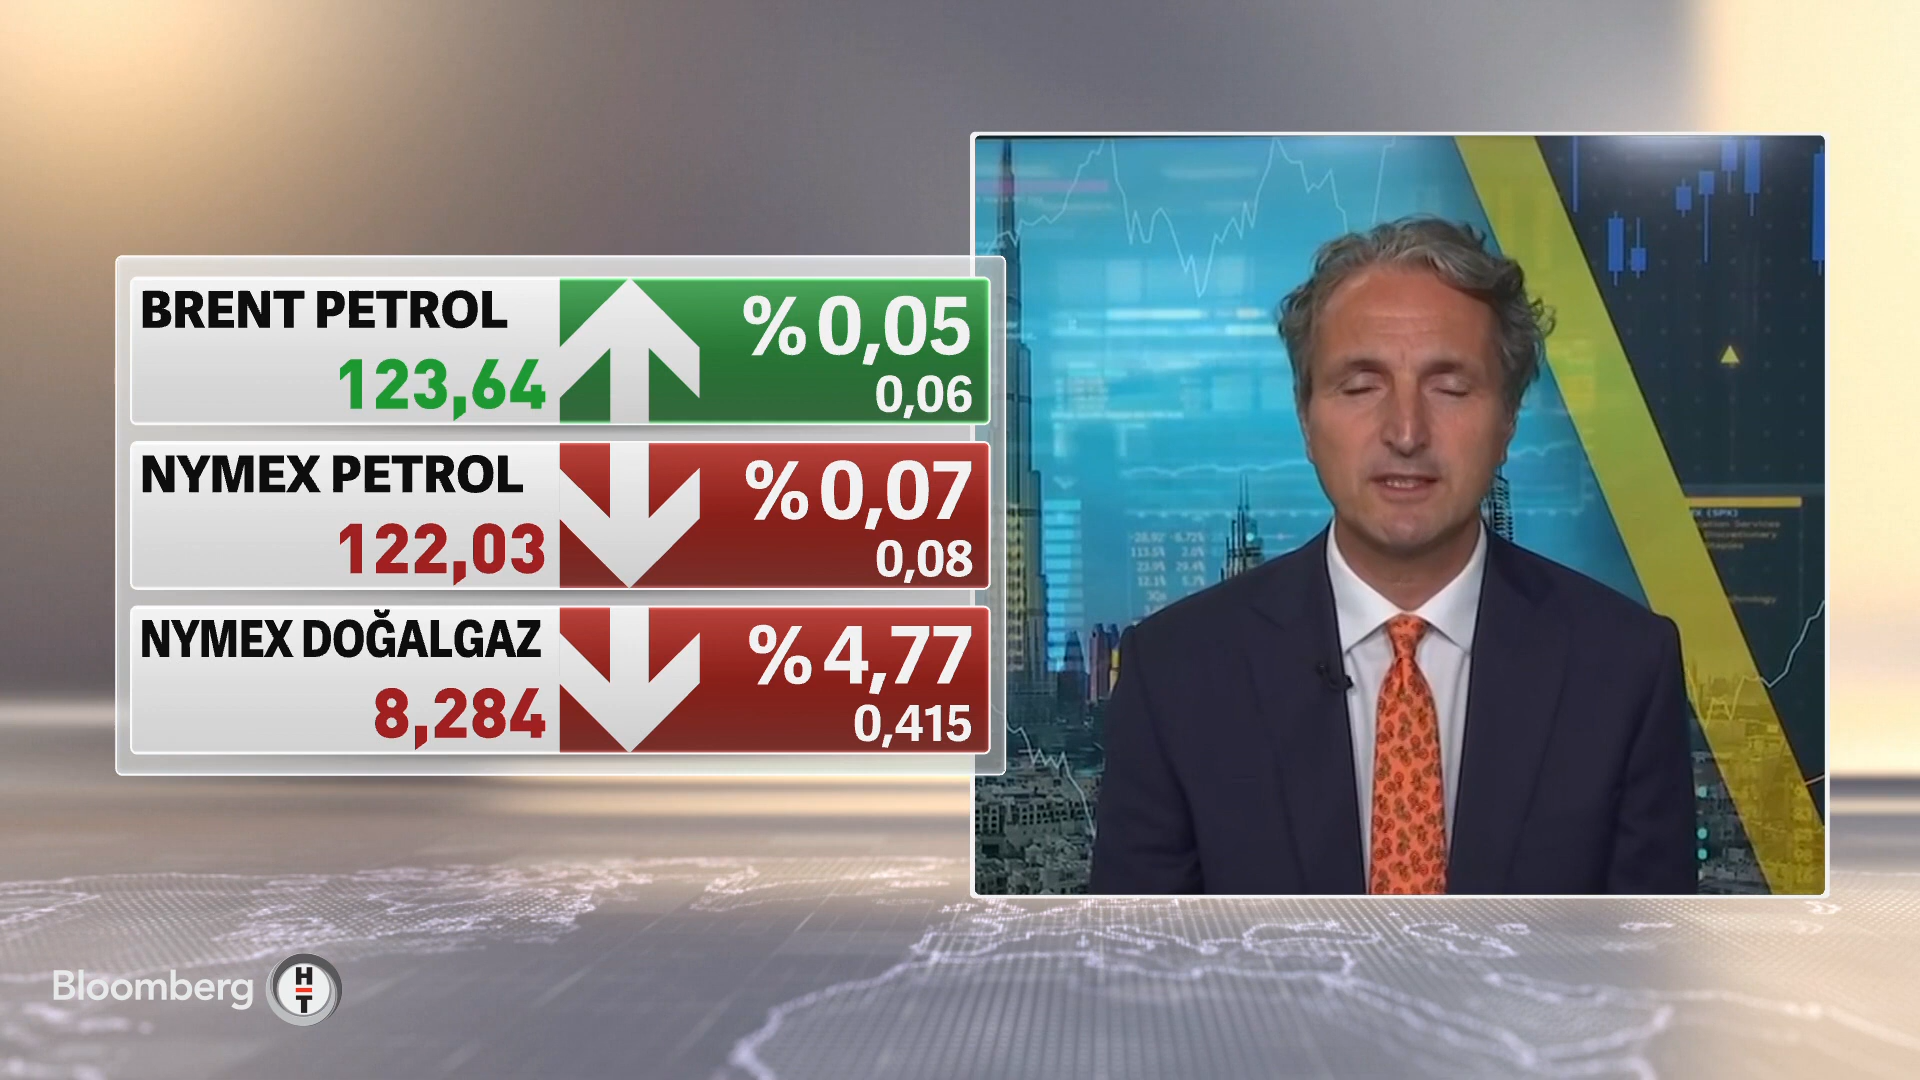 BRENT PETROL
123,64
%0,05
0,06
NYMEX PETROL
122,03
%0,07
0,08
NYMEX DOĞALGAZ
8,284
%4,77
0,415
X (SPX)
Bloomberg HT